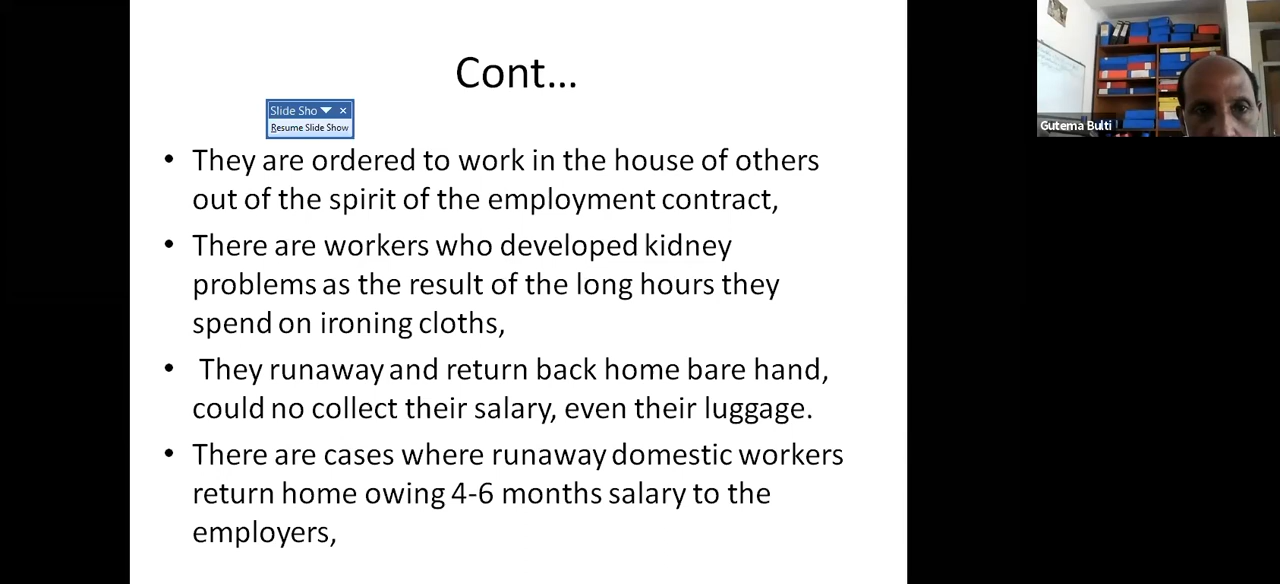 Cont...
Slide Sho
Resume Slide Show
• They are ordered to work in the house of others
out of the spirit of the employment contract,
• There are workers who developed kidney
problems as the result of the long hours they
spend on ironing cloths,
• They runaway and return back home bare hand,
could no collect their salary, even their luggage.
• There are cases where runaway domestic workers
return home owing 4-6 months salary to the
employers,
Gutema Bulti